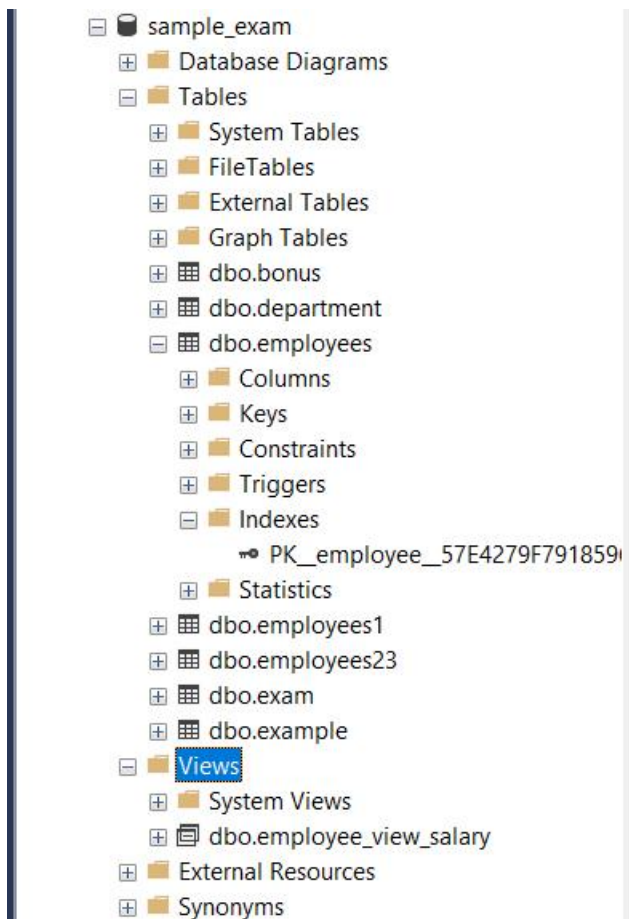 sample_exam
Database Diagrams
Tables
System Tables
FileTables
External Tables
Graph Tables
dbo.bonus
dbo.department
dbo.employees
Columns
Keys
Constraints
Triggers
Indexes
PK__employee__57E4279F7918590
Statistics
dbo.employees1
dbo.employees23
dbo.exam
dbo.example
Views
System Views
dbo.employee_view_salary
External Resources
Synonyms